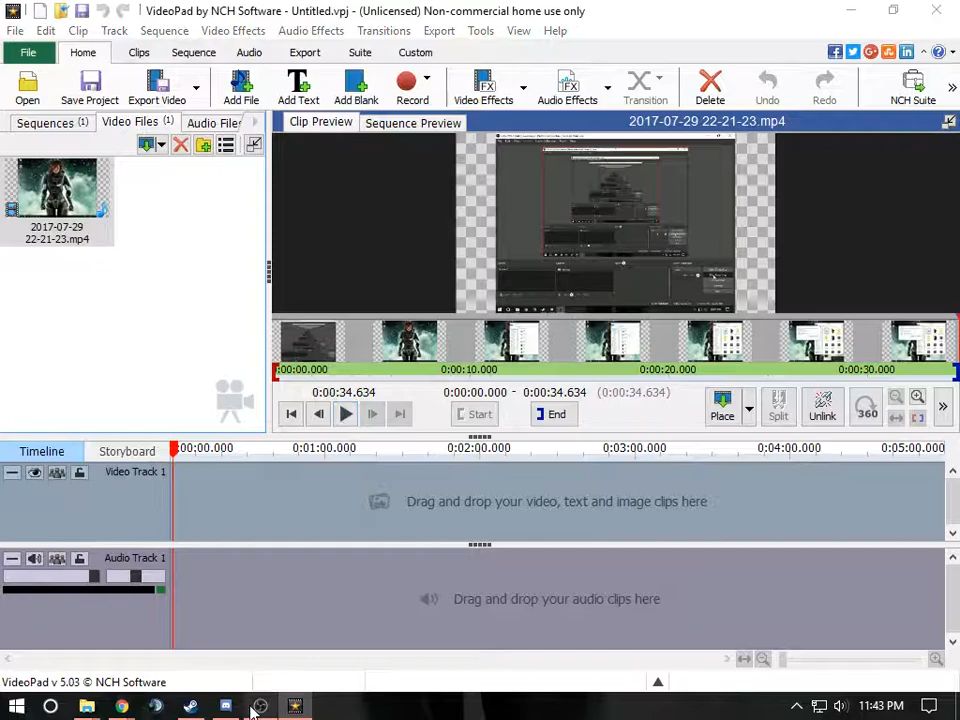 VideoPad by NCH Software - Untitled.vpj - (Unlicensed) Non-commercial home use only
File Edit Clip Track Sequence Video Effects Audio Effects Transitions Export Tools View Help
File Home Clips Sequence Audio Export Suite Custom
Open Save Project Export Video Add File Add Text Add Blank Record Video Effects Audio Effects Transition Delete Undo Redo NCH Suite
Sequences (1) Video Files (1) Audio Files Clip Preview Sequence Preview 2017-07-29 22-21-23.mp4
2017-07-29
22-21-23.mp4
0:00:00.000 0:00:10.000 0:00:20.000 0:00:30.000
0:00:34.634 0:00:00.000 - 0:00:34.634 (0:00:34.634)
Start End Place Split Unlink 360
Timeline Storyboard 0:00:00.000 0:01:00.000 0:02:00.000 0:03:00.000 0:04:00.000 0:05:00.000
Video Track 1
Drag and drop your video, text and image clips here
Audio Track 1
Drag and drop your audio clips here
VideoPad v 5.03 © NCH Software
11:43 PM